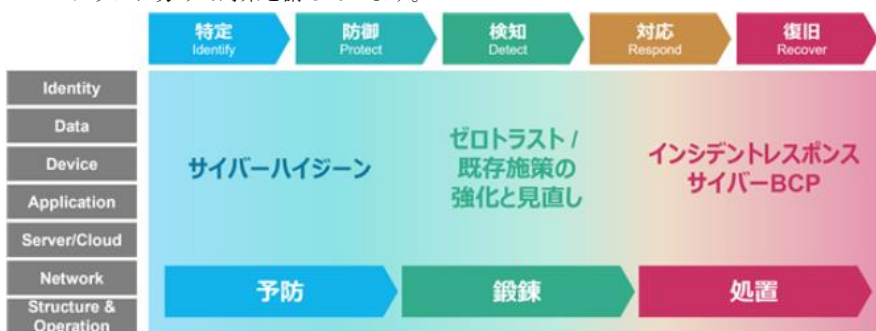 特定
Identify
防御
Protect
検知
Detect
対応
Respond
復旧
Recover
Identity
Data
Device
Application
Server/Cloud
Network
Structure &
Operation
サイバーハイジーン
ゼロトラスト /
既存施策の
強化と見直し
インシデントレスポンス
サイバーBCP
予防
鍛錬
処置